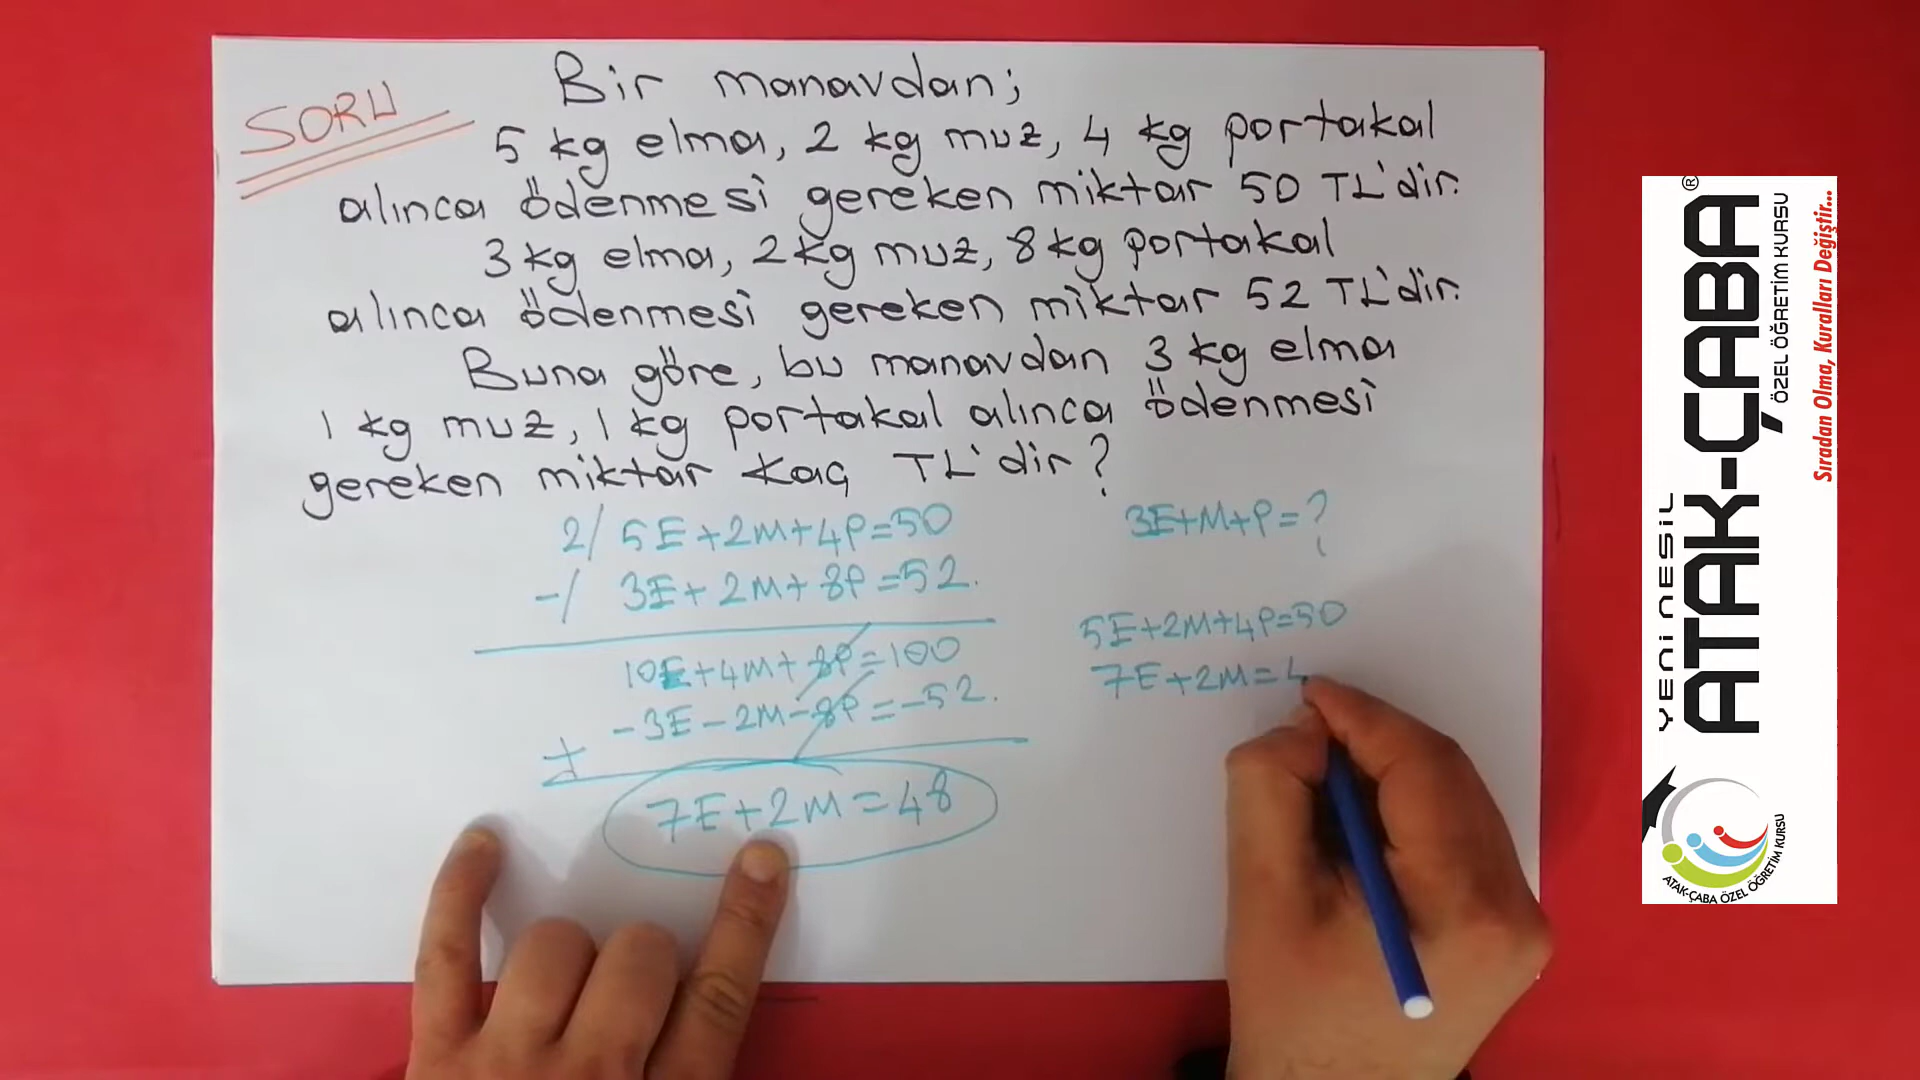 SORU
Bir manavdan;
5 kg elma, 2 kg muz, 4 kg portakal
alınca ödenmesi gereken miktar 50 TL'dir.
3 kg elma, 2 kg muz, 8 kg portakal
alınca ödenmesi gereken miktar 52 TL'dir.
Buna göre, bu manavdan 3 kg elma
1 kg muz, 1 kg portakal alınca ödenmesi
gereken miktar kaç TL'dir?
2/ 5E+2M+4P=50
-/ 3E+2M+8P=52.
10E+4M+8P=100
-3E-2M-8P=-52.
+
7E+2M=48
3E+M+P=?
5E+2M+4P=50
7E+2M=4
YENİ NESİL
ATAK-ÇABA®
ÖZEL ÖĞRETİM KURSU
Sıradan Olma, Kuralları Değiştir...
ATAK-ÇABA ÖZEL ÖĞRETİM KURSU